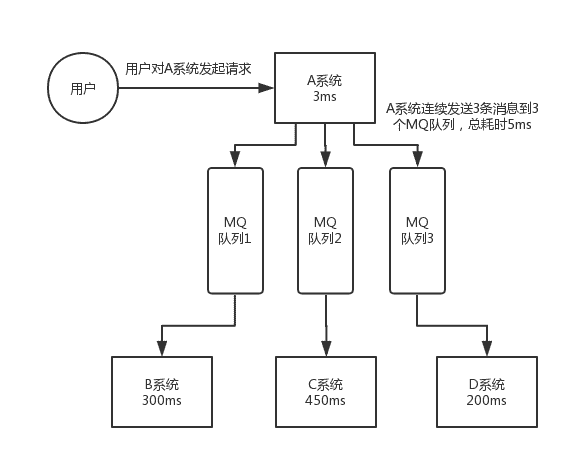 用户
用户对A系统发起请求
A系统
3ms
A系统连续发送3条消息到3
个MQ队列，总耗时5ms
MQ
队列1
MQ
队列2
MQ
队列3
B系统
300ms
C系统
450ms
D系统
200ms